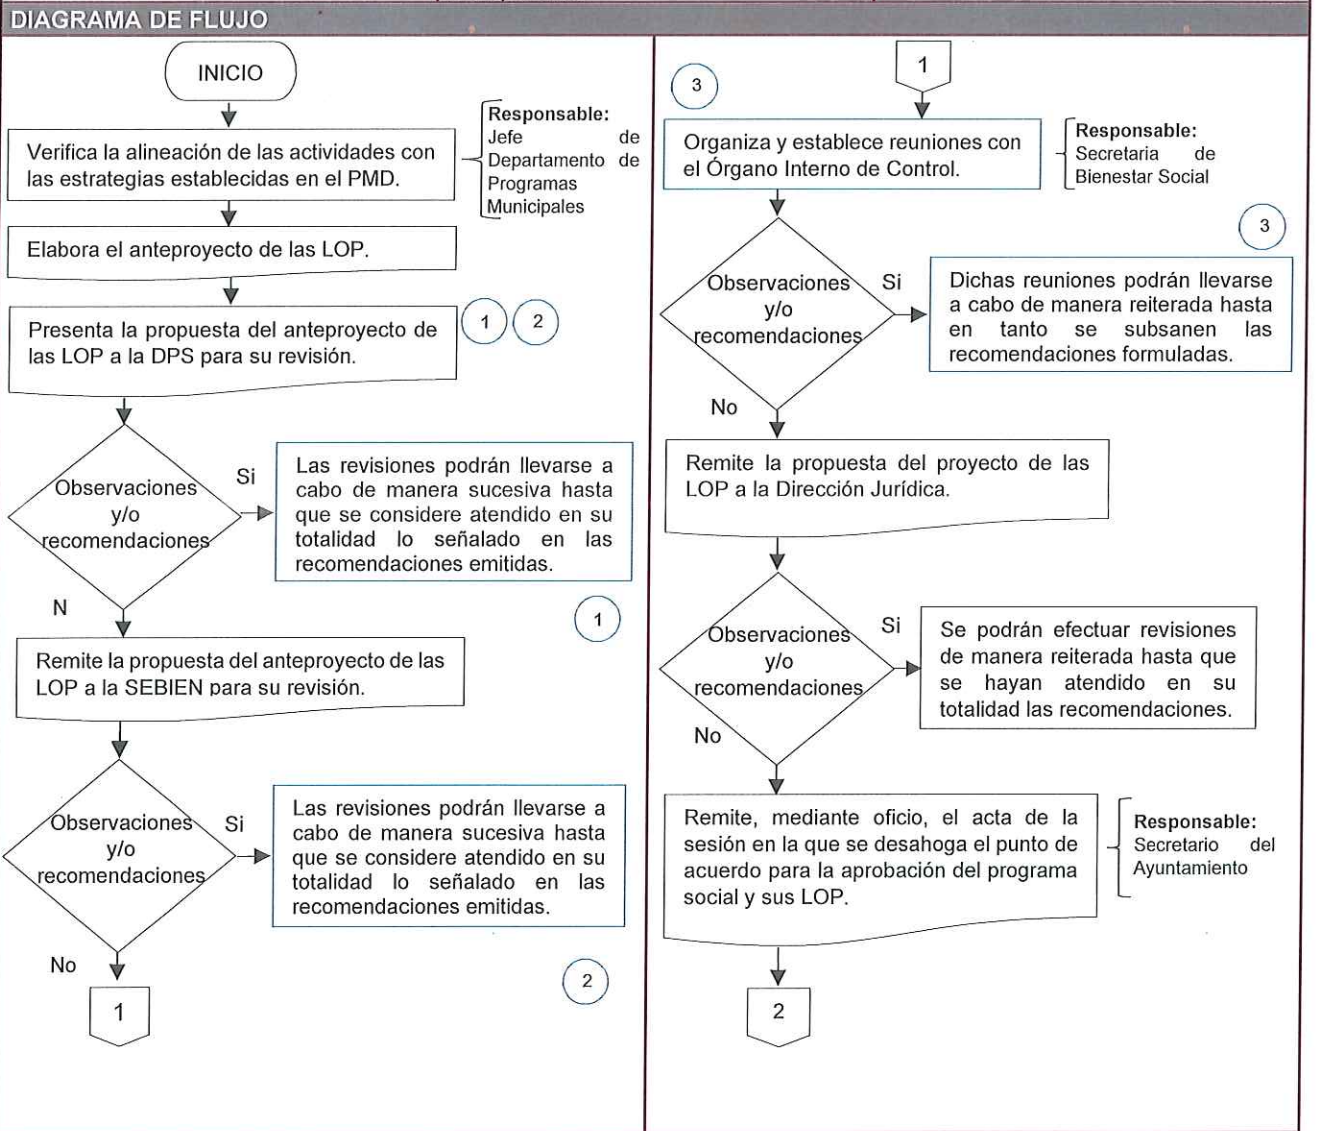 DIAGRAMA DE FLUJO
INICIO
Verifica la alineación de las actividades con
las estrategias establecidas en el PMD.
Responsable:
Jefe de
Departamento de
Programas
Municipales
Elabora el anteproyecto de las LOP.
Presenta la propuesta del anteproyecto de
las LOP a la DPS para su revisión.
1
2
Observaciones
y/o
recomendaciones
Si
Las revisiones podrán llevarse a
cabo de manera sucesiva hasta
que se considere atendido en su
totalidad lo señalado en las
recomendaciones emitidas.
N
1
Remite la propuesta del anteproyecto de las
LOP a la SEBIEN para su revisión.
Observaciones
y/o
recomendaciones
Si
Las revisiones podrán llevarse a
cabo de manera sucesiva hasta
que se considere atendido en su
totalidad lo señalado en las
recomendaciones emitidas.
No
2
1
1
3
Organiza y establece reuniones con
el Órgano Interno de Control.
Responsable:
Secretaria de
Bienestar Social
3
Observaciones
y/o
recomendaciones
Si
Dichas reuniones podrán llevarse
a cabo de manera reiterada hasta
en tanto se subsanen las
recomendaciones formuladas.
No
Remite la propuesta del proyecto de las
LOP a la Dirección Jurídica.
Observaciones
y/o
recomendaciones
Si
Se podrán efectuar revisiones
de manera reiterada hasta que
se hayan atendido en su
totalidad las recomendaciones.
No
Remite, mediante oficio, el acta de la
sesión en la que se desahoga el punto de
acuerdo para la aprobación del programa
social y sus LOP.
Responsable:
Secretario del
Ayuntamiento
2